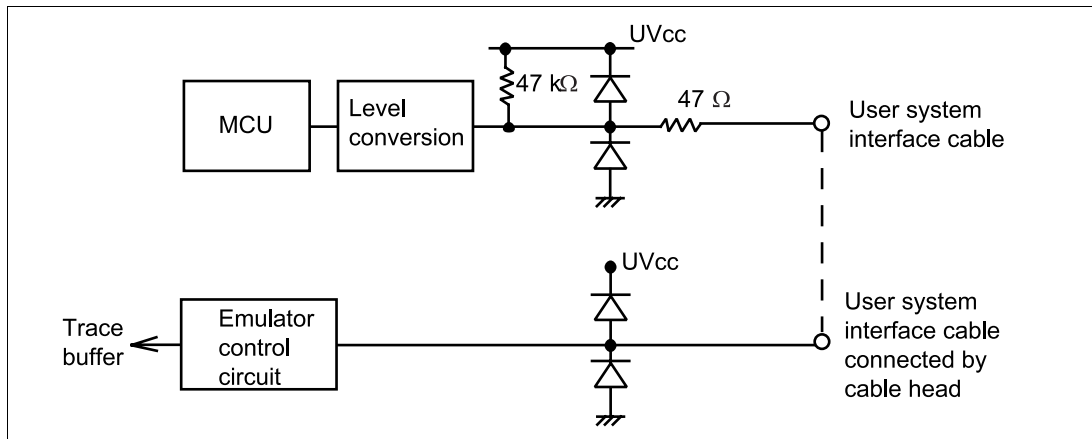 UVcc
47 kΩ
47 Ω
MCU
Level
conversion
User system
interface cable
UVcc
Trace
buffer
Emulator
control
circuit
User system
interface cable
connected by
cable head